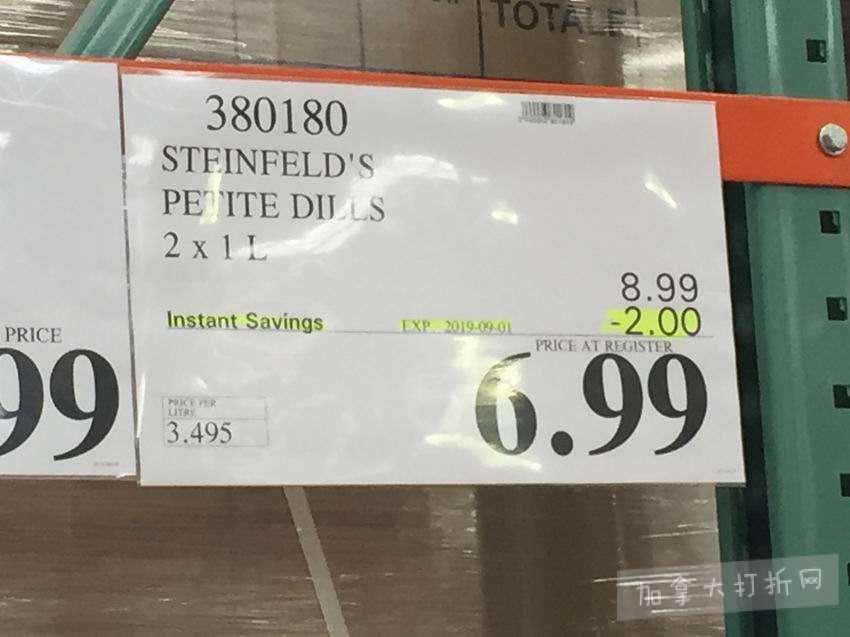 TOTALE
380180
STEINFELD'S
PETITE DILLS
2 x 1 L
8.99
Instant Savings EXP. 2019-09-01 -2.00
PRICE AT REGISTER
6.99
PRICE PER
LITRE
3.495
PRICE
99
加拿大打折网